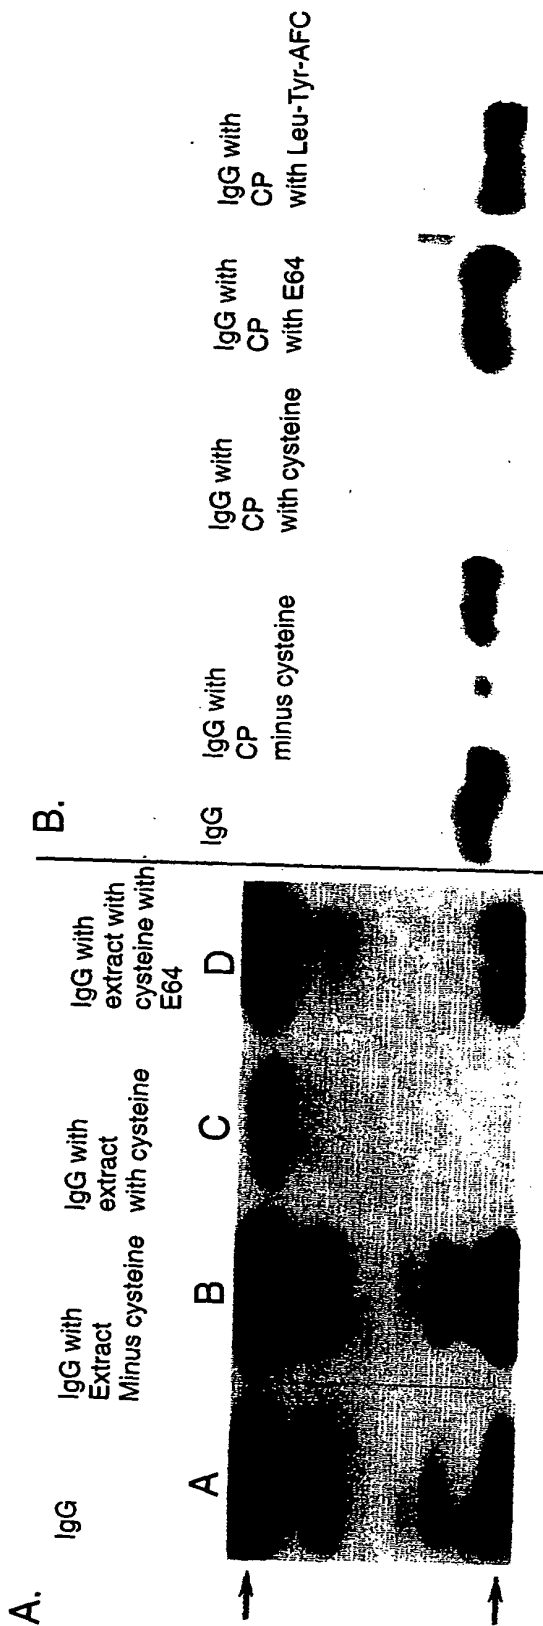 A.
IgG
IgG with
Extract
Minus cysteine
IgG with
extract
with cysteine
IgG with
extract with
cysteine with
E64
A
B
C
D
B.
IgG
IgG with
CP
minus cysteine
IgG with
CP
with cysteine
IgG with
CP
with E64
IgG with
CP
with Leu-Tyr-AFC